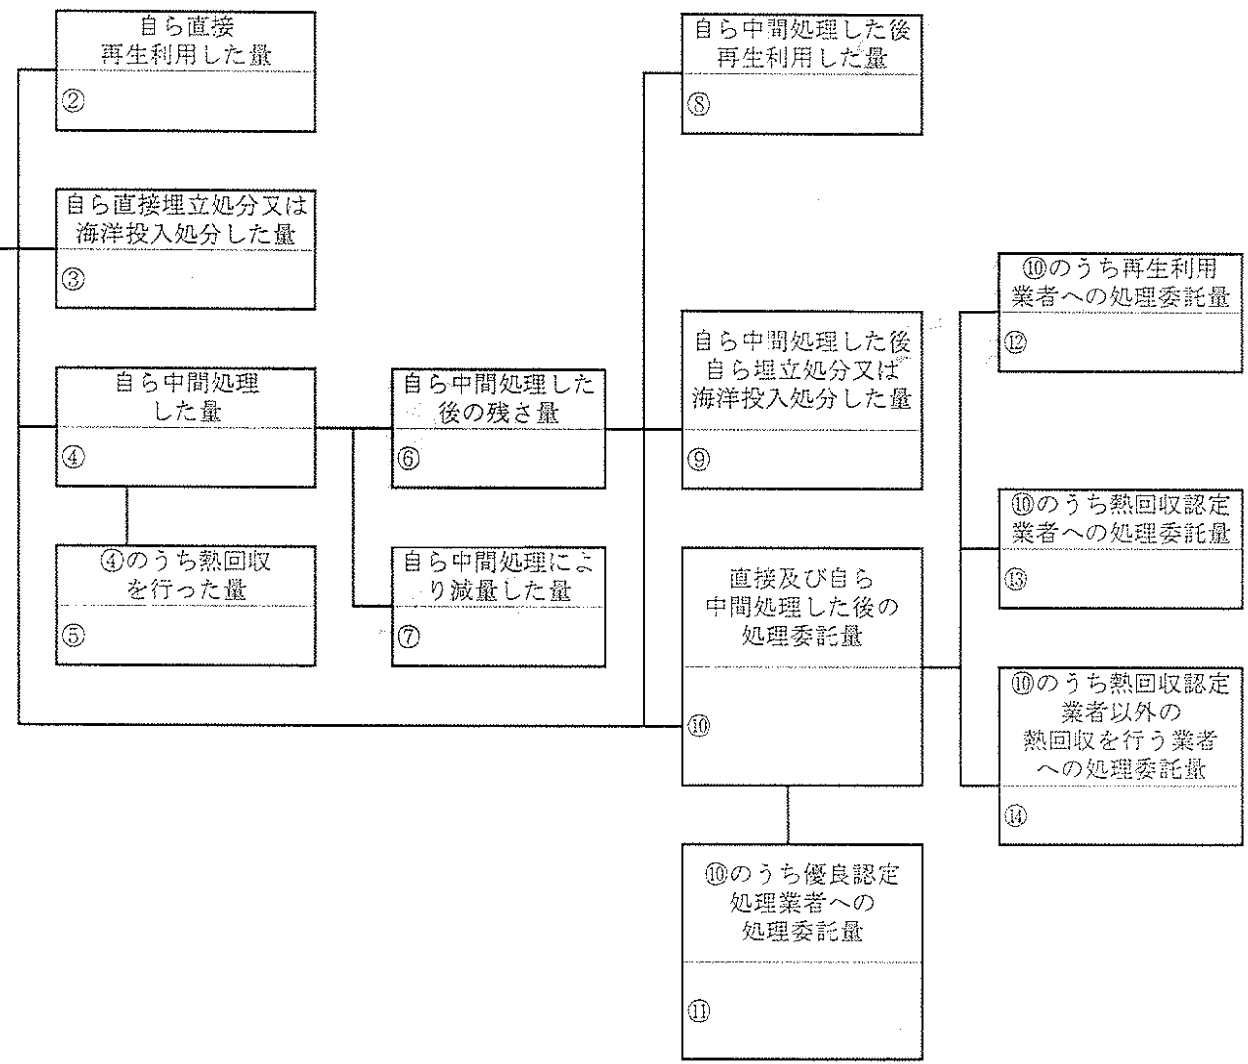 自ら直接
再生利用した量
②
自ら直接埋立処分又は
海洋投入処分した量
③
自ら中間処理
した量
④
④のうち熱回収
を行った量
⑤
自ら中間処理した
後の残さ量
⑥
自ら中間処理によ
り減量した量
⑦
自ら中間処理した後
再生利用した量
⑧
自ら中間処理した後
自ら埋立処分又は
海洋投入処分した量
⑨
直接及び自ら
中間処理した後の
処理委託量
⑩
⑩のうち優良認定
処理業者への
処理委託量
⑪
⑩のうち再生利用
業者への処理委託量
⑫
⑩のうち熱回収認定
業者への処理委託量
⑬
⑩のうち熱回収認定
業者以外の
熱回収を行う業者
への処理委託量
⑭